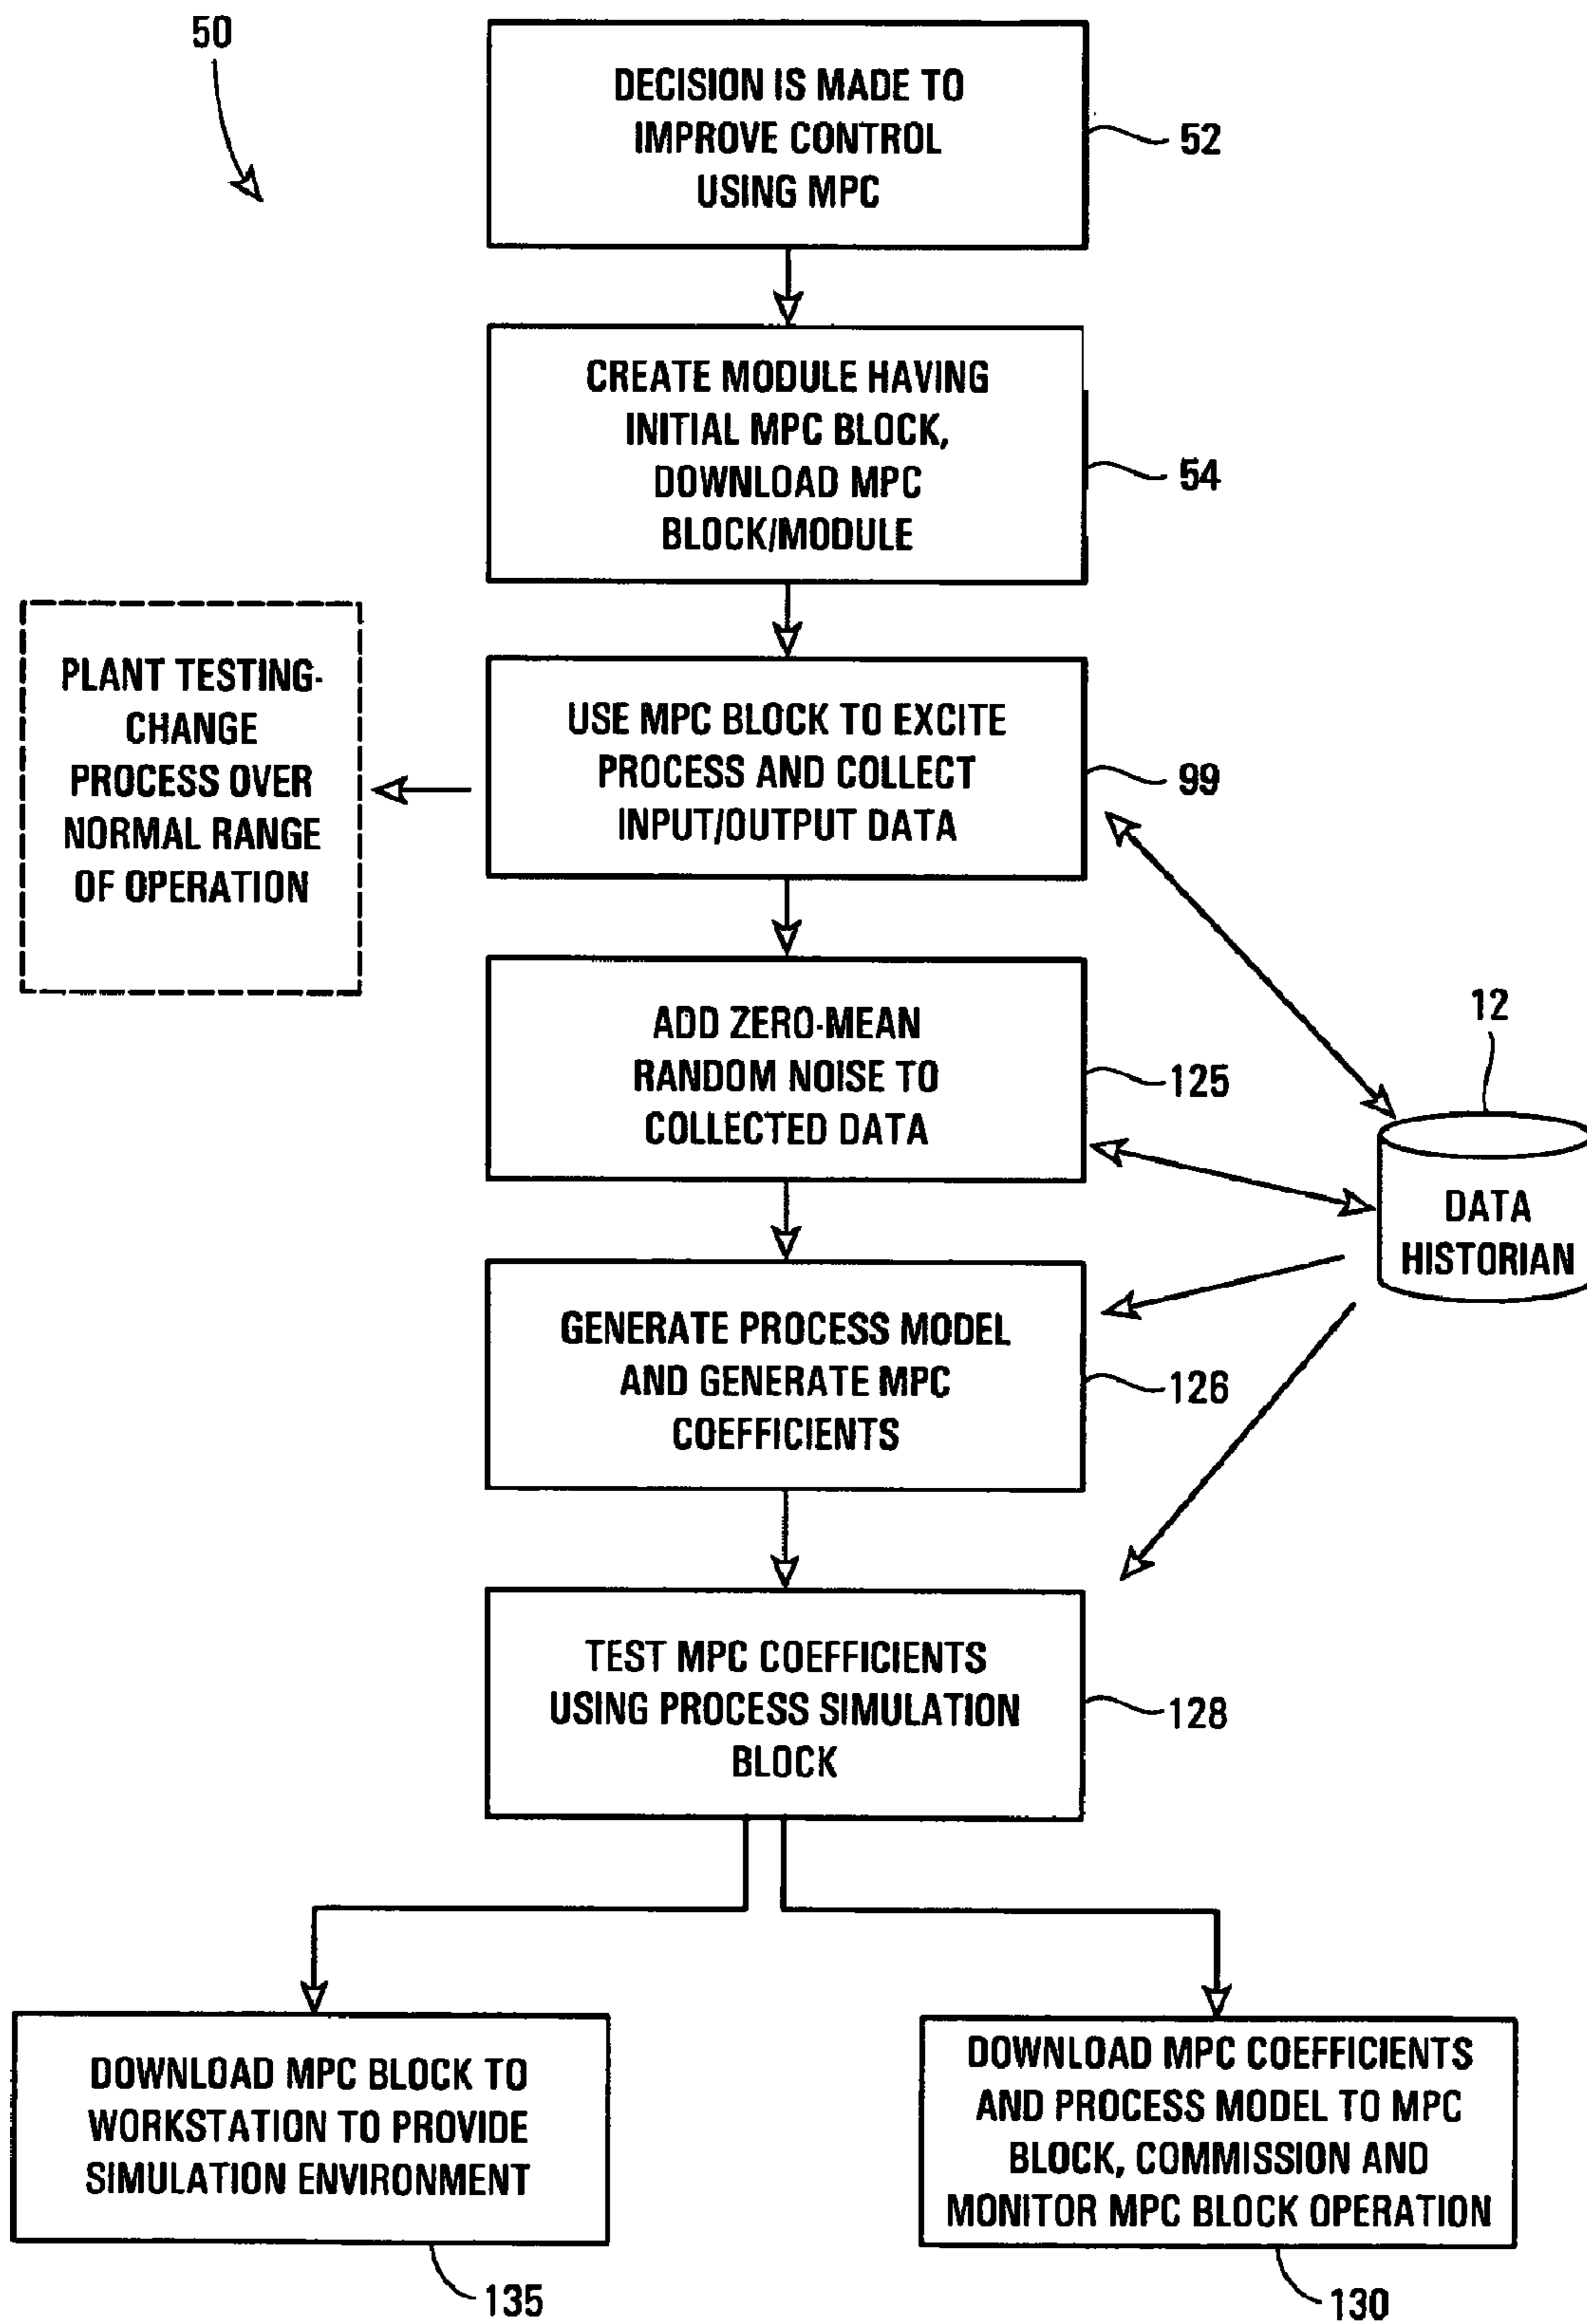 50
DECISION IS MADE TO
IMPROVE CONTROL
USING MPC
52
CREATE MODULE HAVING
INITIAL MPC BLOCK,
DOWNLOAD MPC
BLOCK/MODULE
54
PLANT TESTING-
CHANGE
PROCESS OVER
NORMAL RANGE
OF OPERATION
USE MPC BLOCK TO EXCITE
PROCESS AND COLLECT
INPUT/OUTPUT DATA
99
ADD ZERO-MEAN
RANDOM NOISE TO
COLLECTED DATA
125
12
DATA
HISTORIAN
GENERATE PROCESS MODEL
AND GENERATE MPC
COEFFICIENTS
126
TEST MPC COEFFICIENTS
USING PROCESS SIMULATION
BLOCK
128
DOWNLOAD MPC BLOCK TO
WORKSTATION TO PROVIDE
SIMULATION ENVIRONMENT
135
DOWNLOAD MPC COEFFICIENTS
AND PROCESS MODEL TO MPC
BLOCK, COMMISSION AND
MONITOR MPC BLOCK OPERATION
130